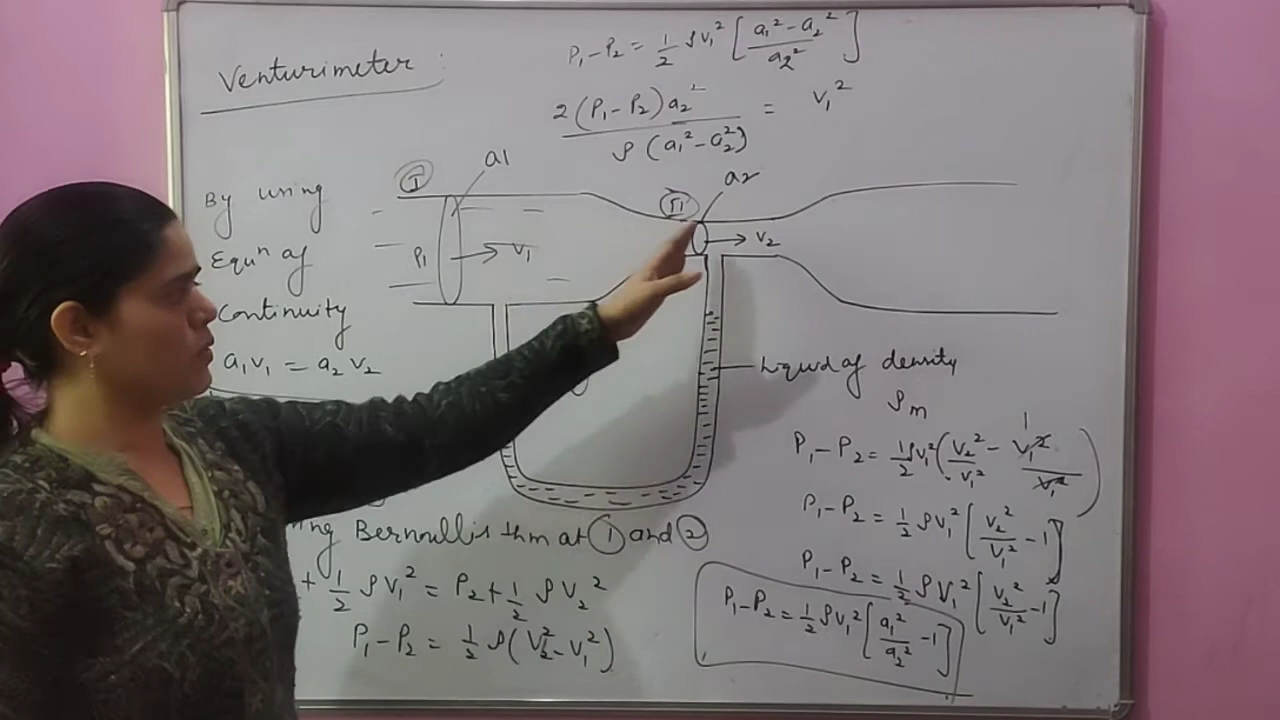 Venturimeter :
P₁-P₂ = 1/2 ρv₁² [a₁²-a₂²/a₂²]
2(P₁-P₂)a₂²/ρ(a₁²-a₂²) = v₁²
I a1
II a2
P₁ → v₁
→ v₂
By using
Equⁿ of
Continuity
a₁v₁ = a₂v₂
Liquid of density
ρm
P₁-P₂ = 1/2 ρv₁² (v₂²/v₁² - v₁²/v₁²) 1
P₁-P₂ = 1/2 ρv₁² [v₂²/v₁² - 1]
P₁-P₂ = 1/2 ρv₁² [v₂²/v₁² - 1]
P₁-P₂ = 1/2 ρv₁² [a₁²/a₂² - 1]
Bernoulli's thm at ① and ②
+ 1/2 ρv₁² = P₂ + 1/2 ρv₂²
P₁-P₂ = 1/2 ρ(v₂² - v₁²)